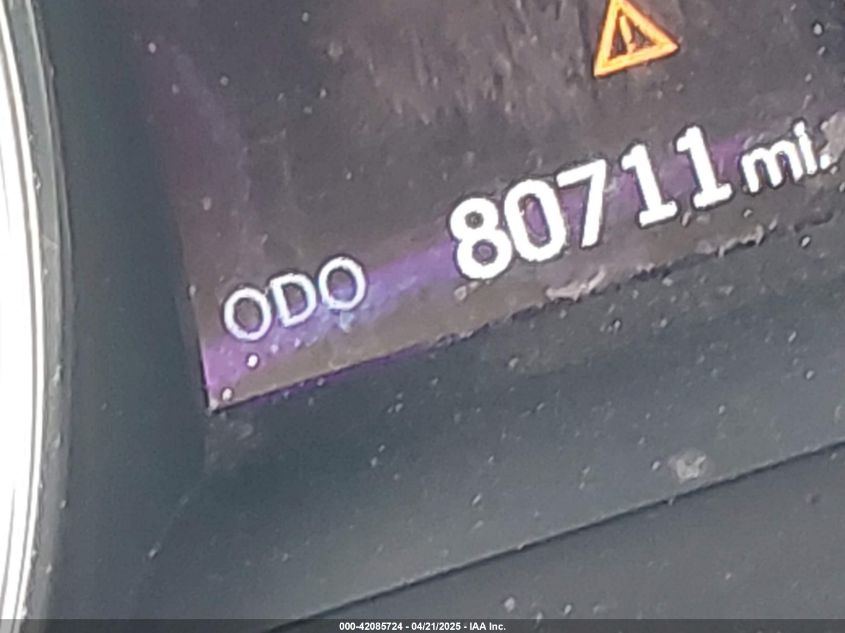 ODO 80711 mi.
000-42085724 - 04/21/2025 - IAA Inc.